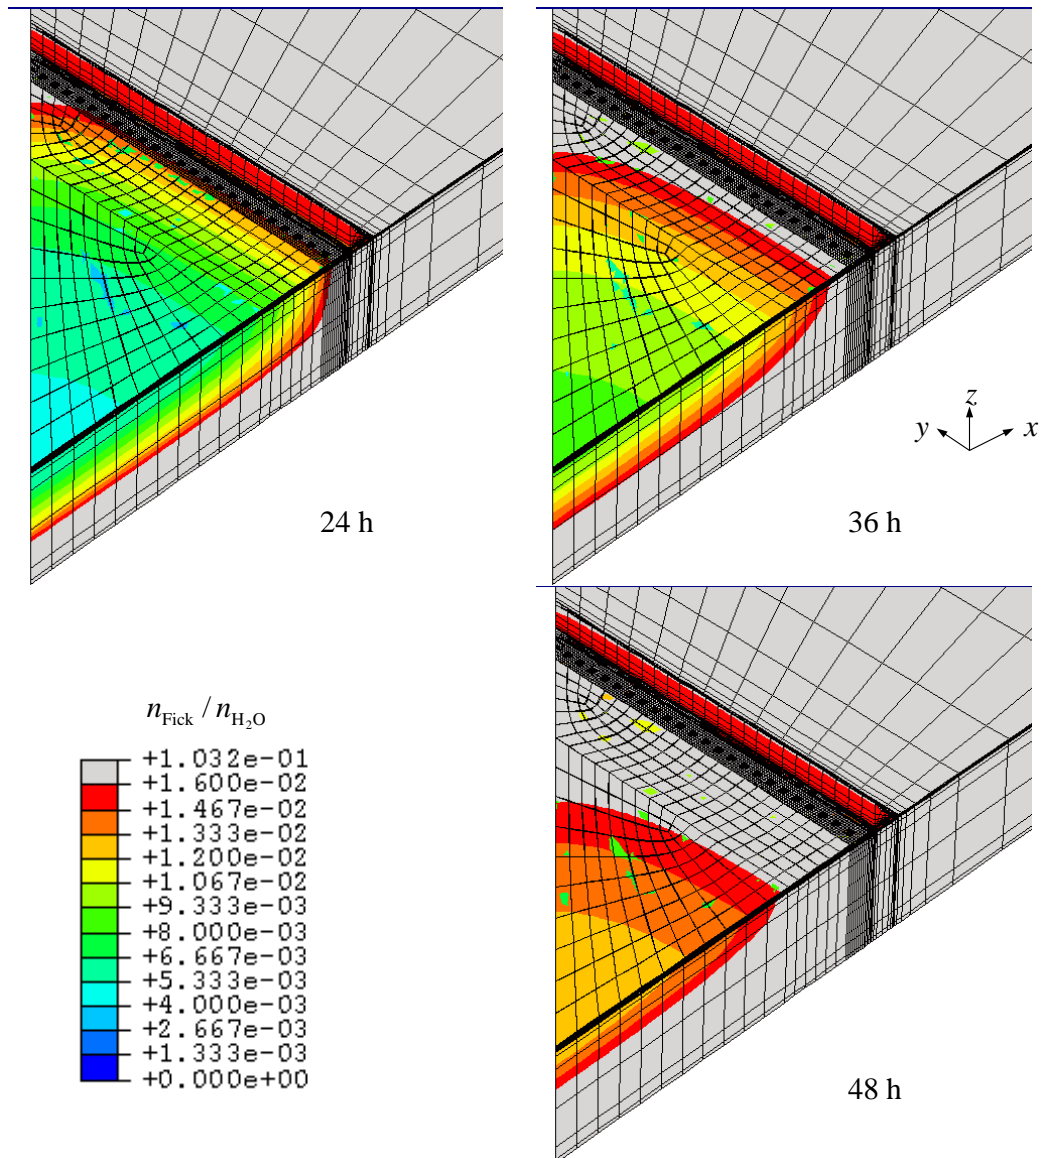 24 h
36 h
z
y
x
n_Fick / n_H₂O
+1.032e-01
+1.600e-02
+1.467e-02
+1.333e-02
+1.200e-02
+1.067e-02
+9.333e-03
+8.000e-03
+6.667e-03
+5.333e-03
+4.000e-03
+2.667e-03
+1.333e-03
+0.000e+00
48 h